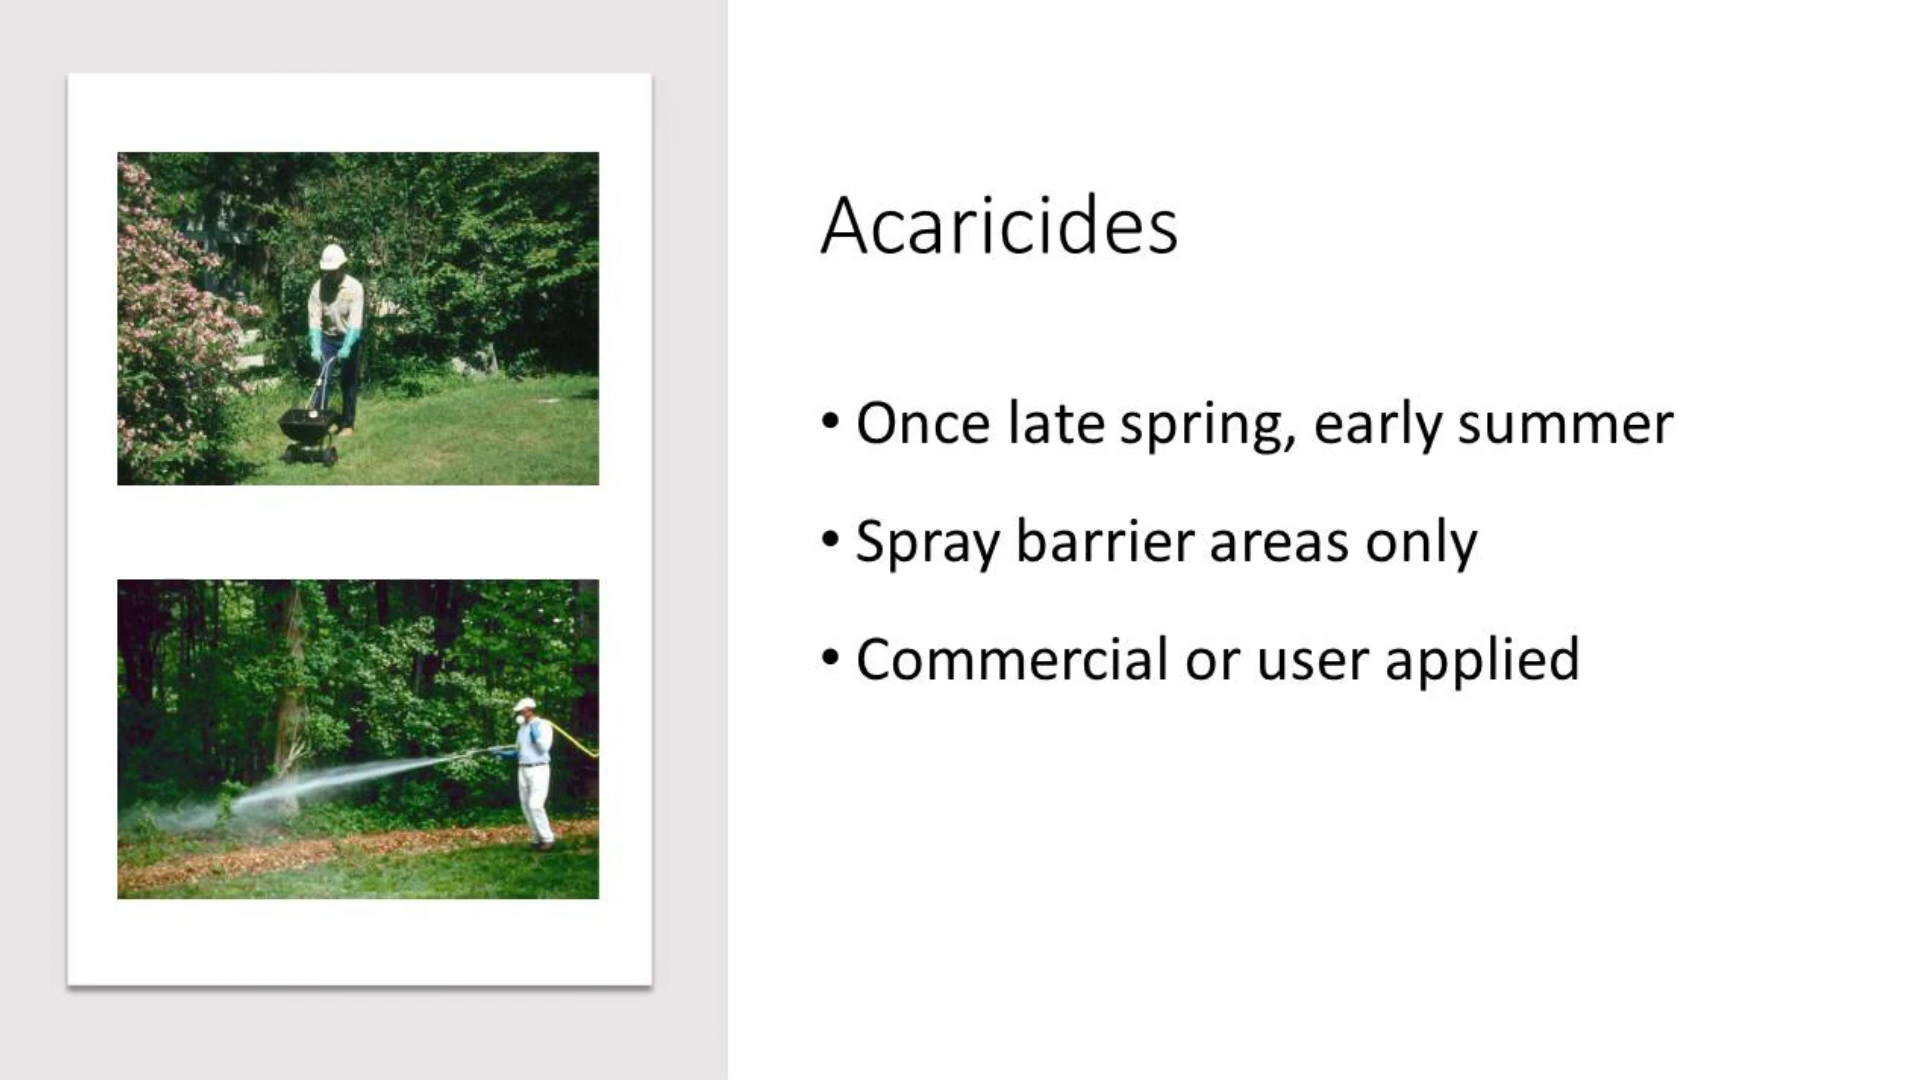 Acaricides
• Once late spring, early summer
• Spray barrier areas only
• Commercial or user applied